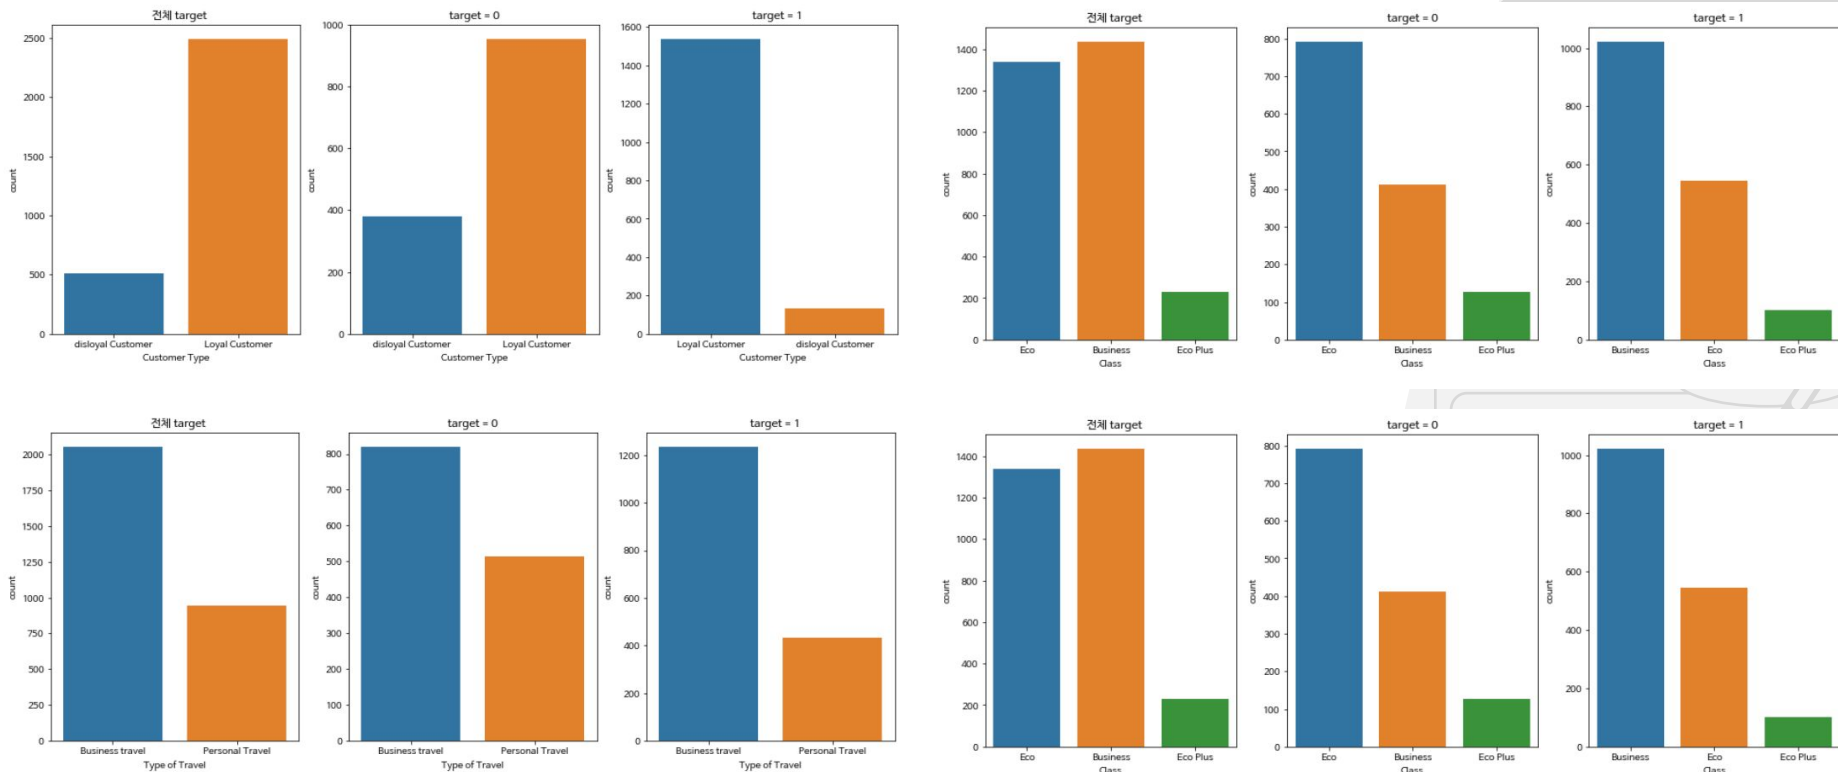 전체 target
target = 0
target = 1
count
2500
2000
1500
1000
500
0
disloyal Customer
Loyal Customer
Customer Type
count
1000
800
600
400
200
0
disloyal Customer
Loyal Customer
Customer Type
count
1600
1400
1200
1000
800
600
400
200
0
Loyal Customer
disloyal Customer
Customer Type
전체 target
target = 0
target = 1
count
1400
1200
1000
800
600
400
200
0
Eco
Business
Eco Plus
Class
count
800
700
600
500
400
300
200
100
0
Eco
Business
Eco Plus
Class
count
1000
800
600
400
200
0
Business
Eco
Eco Plus
Class
전체 target
target = 0
target = 1
count
2000
1750
1500
1250
1000
750
500
250
0
Business travel
Personal Travel
Type of Travel
count
800
700
600
500
400
300
200
100
0
Business travel
Personal Travel
Type of Travel
count
1200
1000
800
600
400
200
0
Business travel
Personal Travel
Type of Travel
전체 target
target = 0
target = 1
count
1400
1200
1000
800
600
400
200
0
Eco
Business
Eco Plus
Class
count
800
700
600
500
400
300
200
100
0
Eco
Business
Eco Plus
Class
count
1000
800
600
400
200
0
Business
Eco
Eco Plus
Class